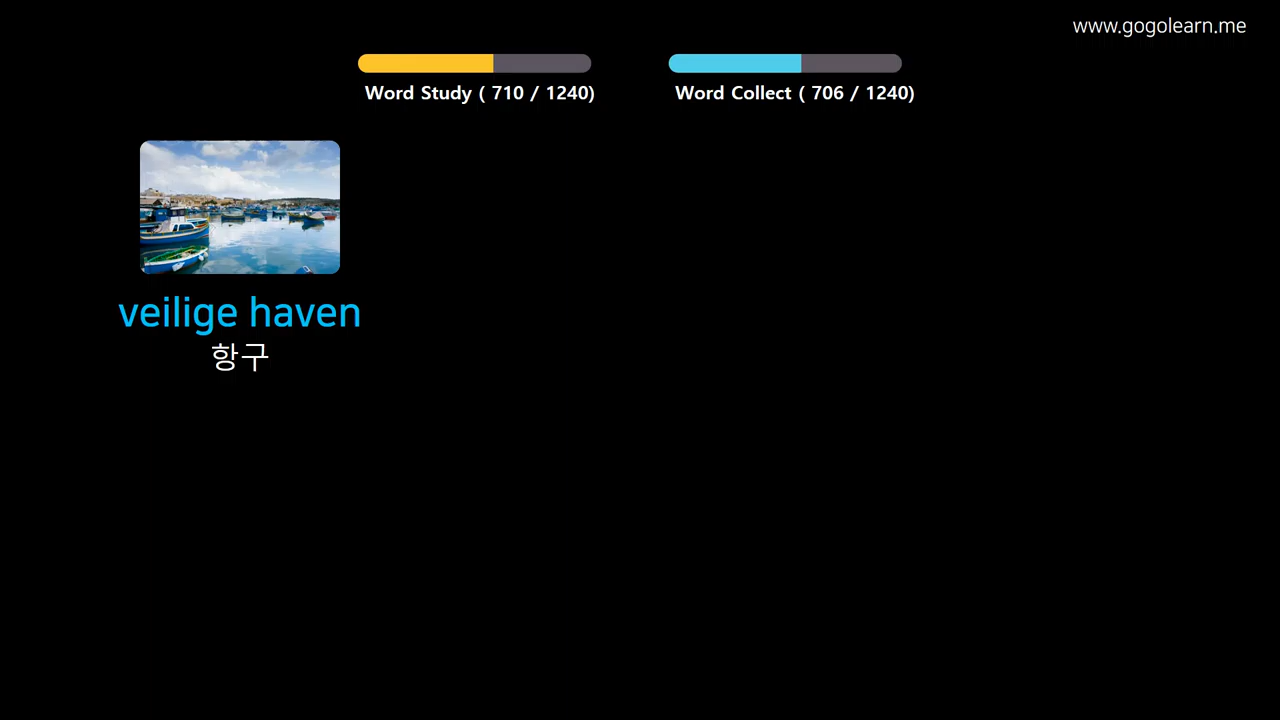 www.gogolearn.me
Word Study ( 710 / 1240)
Word Collect ( 706 / 1240)
veilige haven
항구